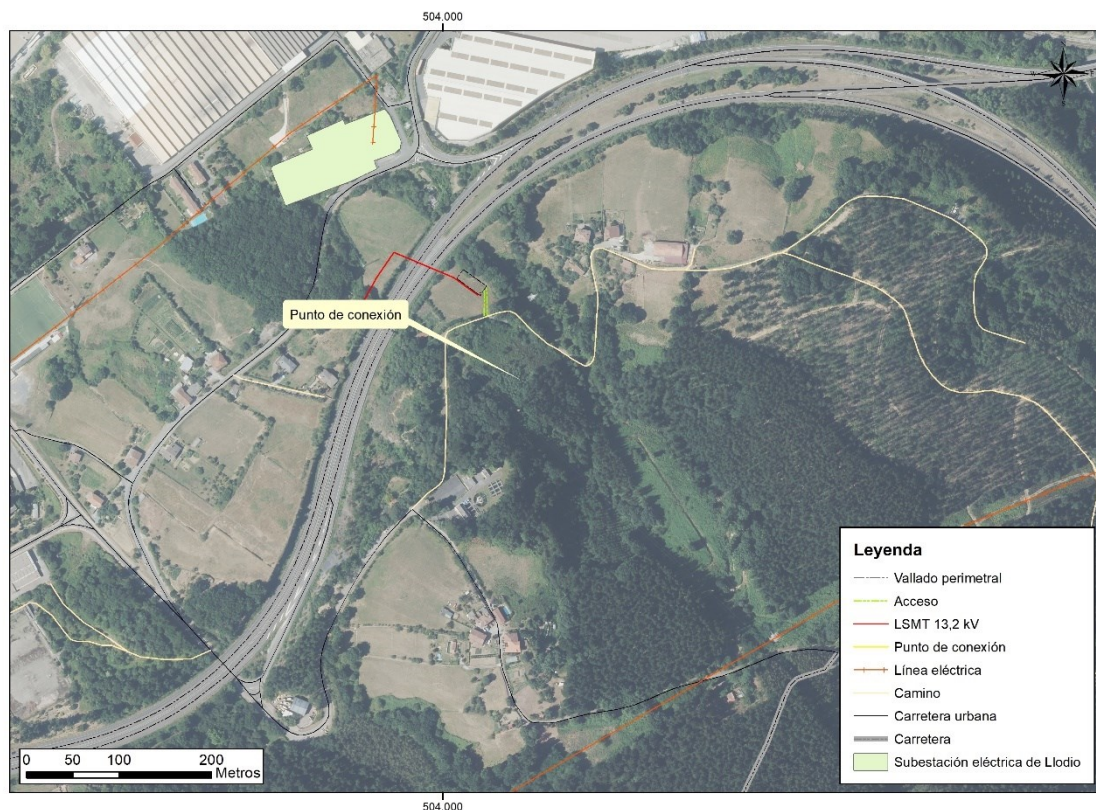 504.000
Punto de conexión
Leyenda
Vallado perimetral
Acceso
LSMT 13,2 kV
Punto de conexión
Línea eléctrica
Camino
Carretera urbana
Carretera
Subestación eléctrica de Llodio
0 50 100 200
Metros
504.000